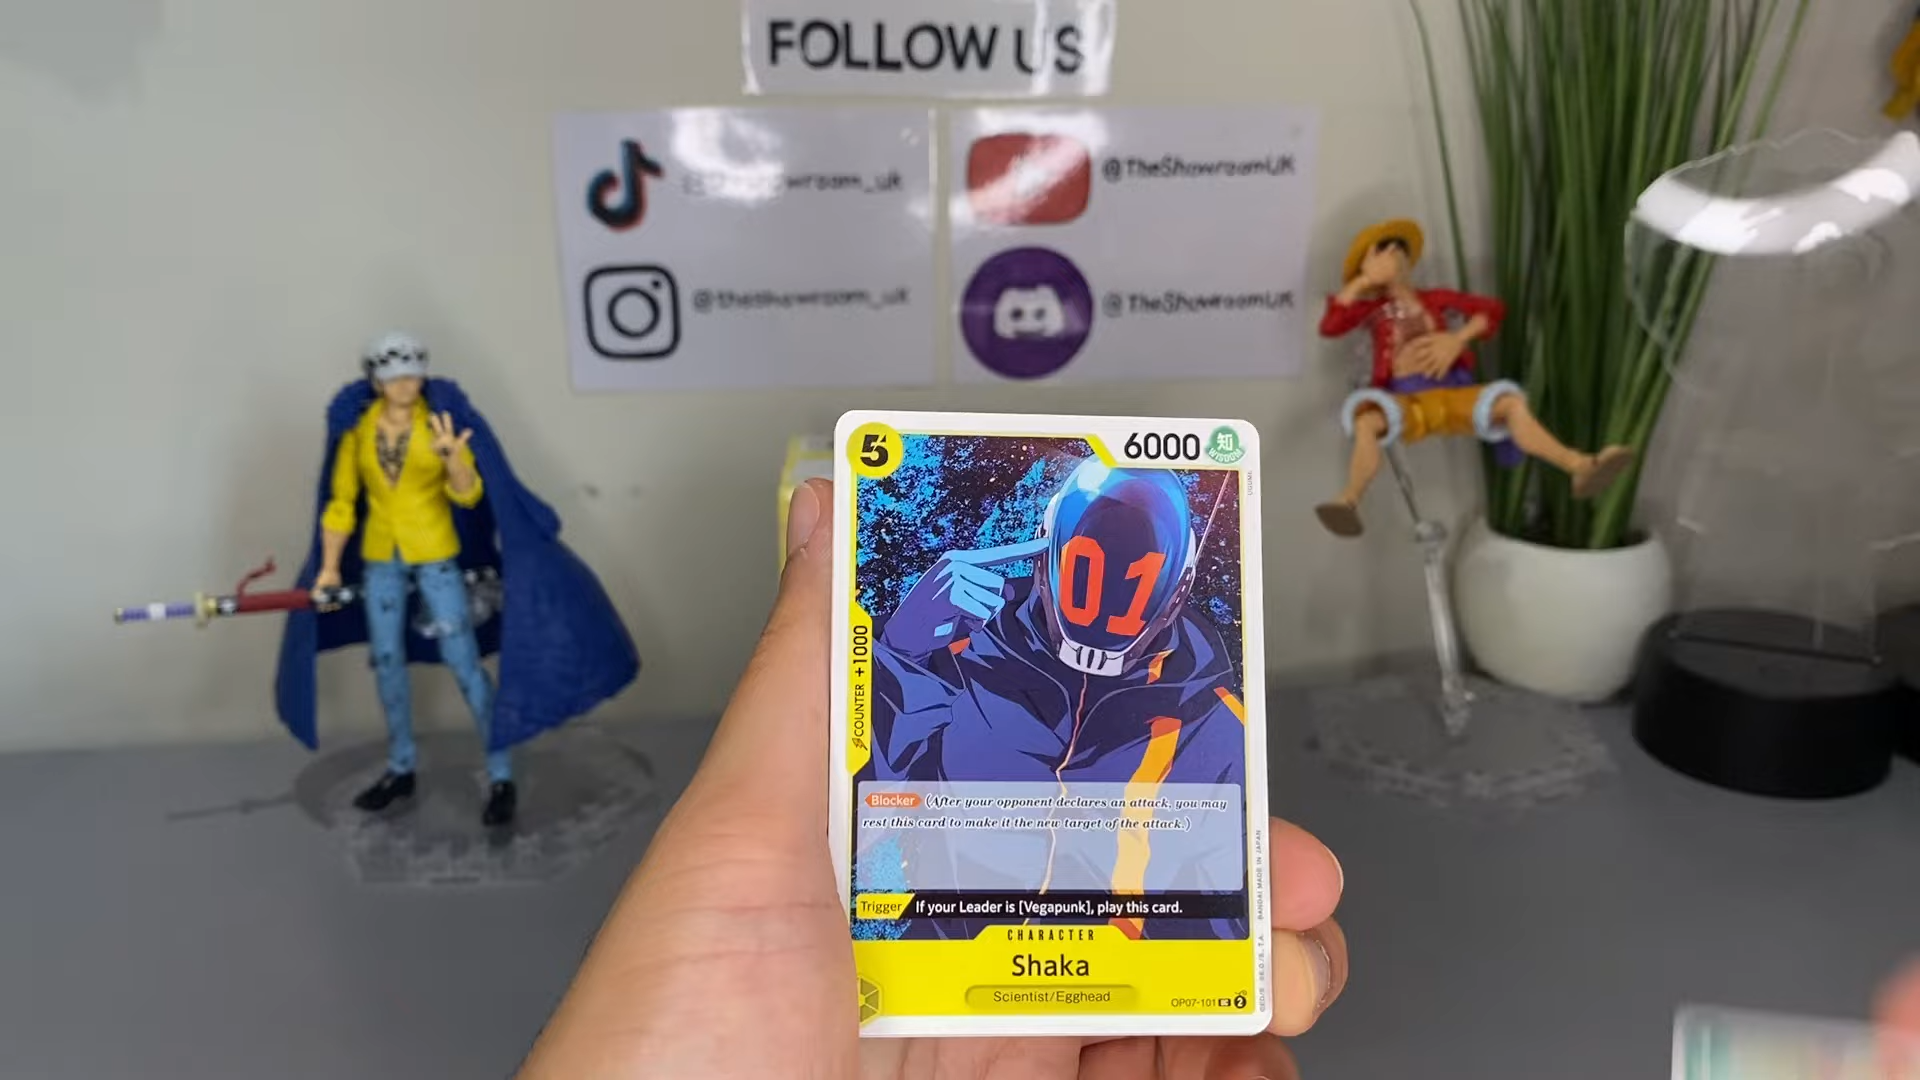 FOLLOW US
@TheShowroomUK
@theshowroom_uk
@TheShowroomUK
5
6000
知
WISDOM
01
COUNTER +1000
Blocker (After your opponent declares an attack, you may
rest this card to make it the new target of the attack.)
Trigger If your Leader is [Vegapunk], play this card.
CHARACTER
Shaka
Scientist/Egghead
OP07-101 UC 2
BANDAI MADE IN JAPAN